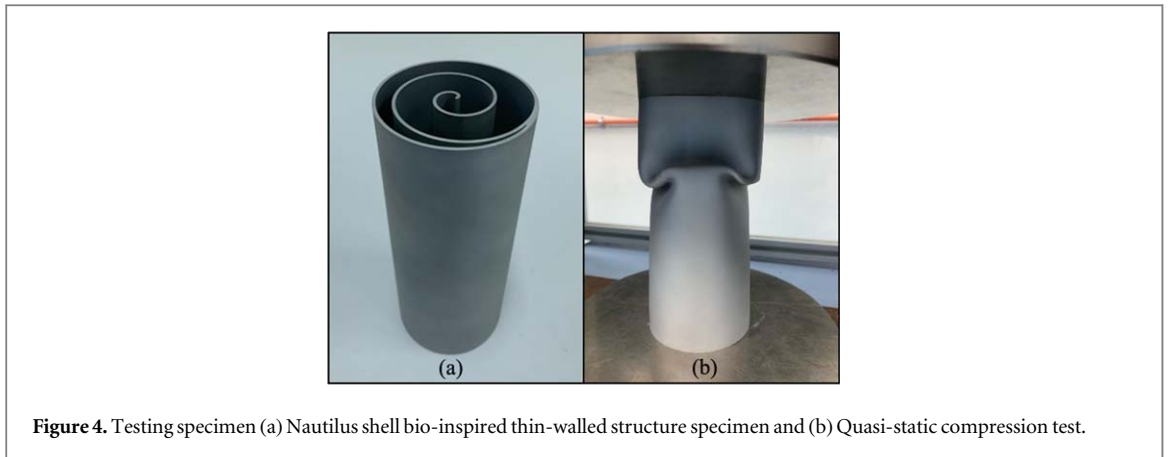 (a)
(b)
Figure 4. Testing specimen (a) Nautilus shell bio-inspired thin-walled structure specimen and (b) Quasi-static compression test.